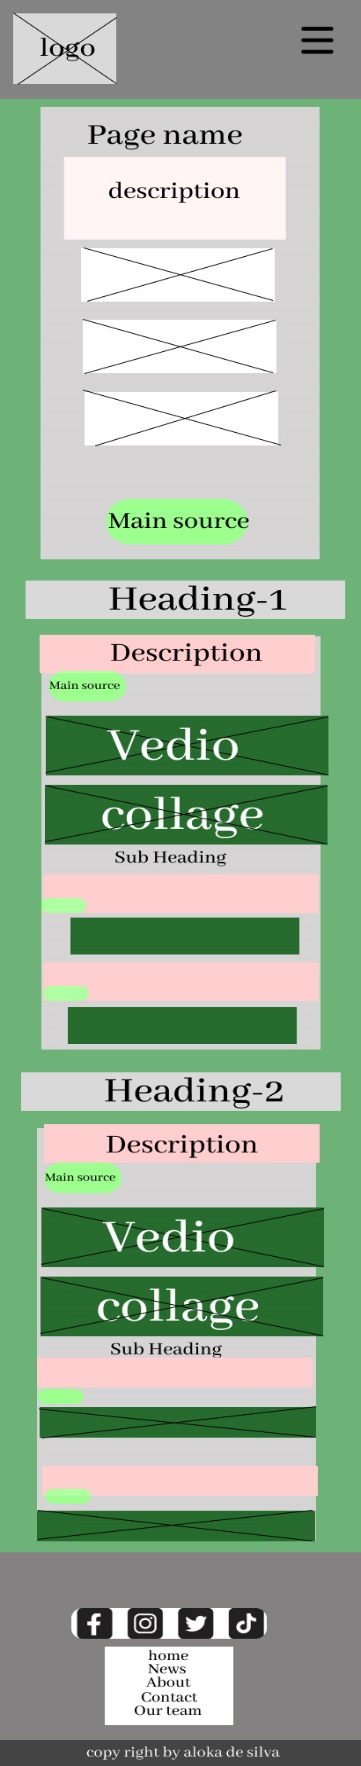 logo
Page name
description
Main source
Heading-1
Description
Main source
Vedio
collage
Sub Heading
Heading-2
Description
Main source
Vedio
collage
Sub Heading
home
News
About
Contact
Our team
copy right by aloka de silva